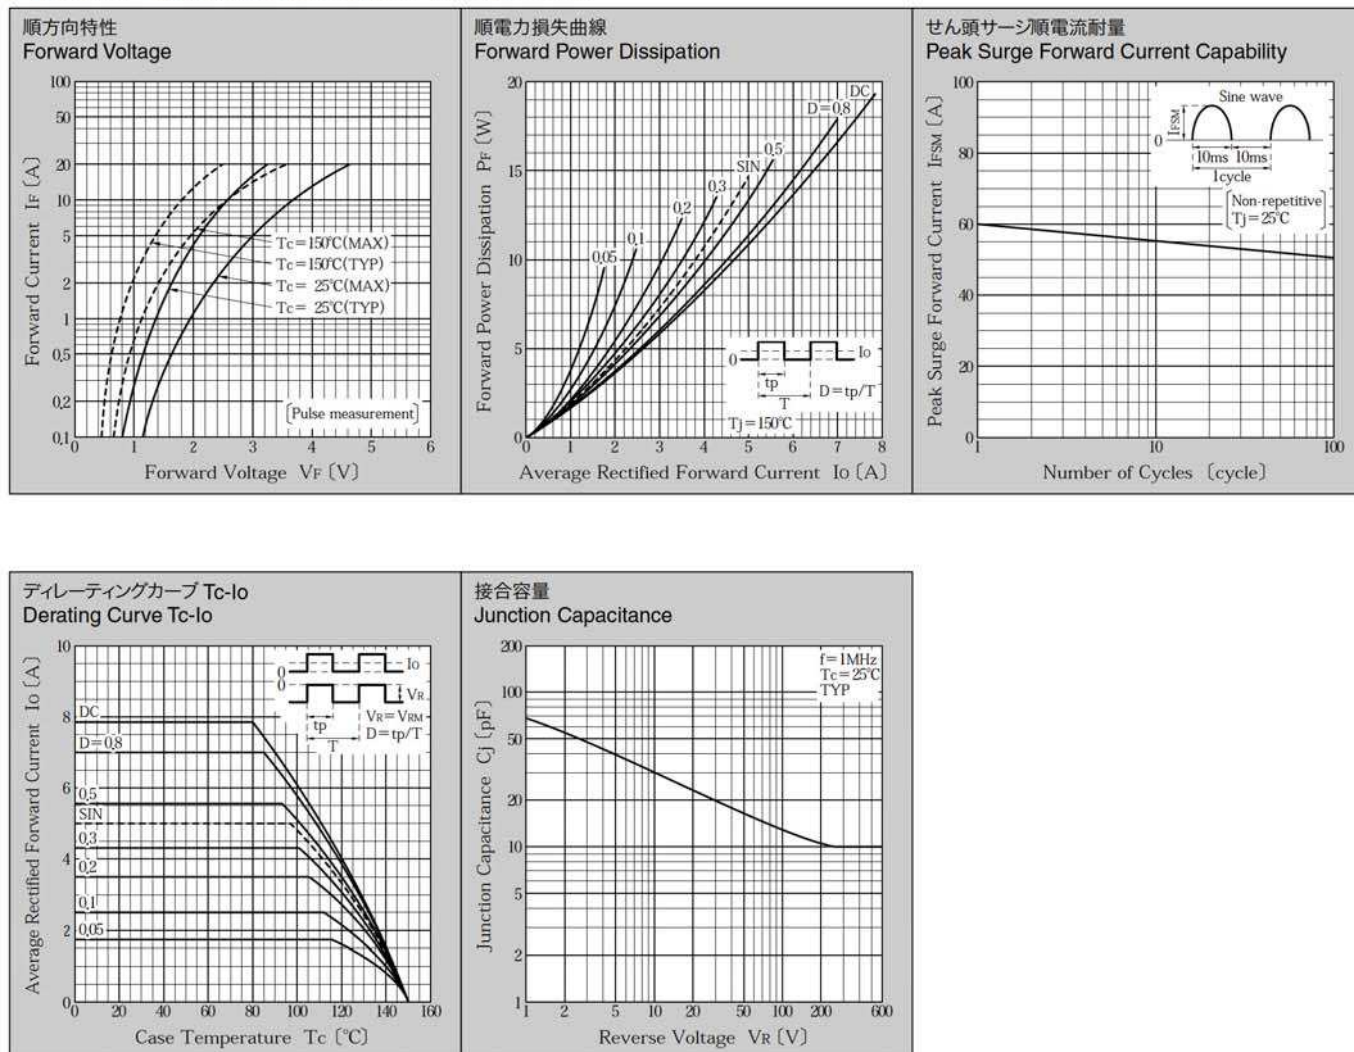 順方向特性
Forward Voltage
Forward Current IF〔A〕
100
50
20
10
5
2
1
0.5
0.2
0.1
Tc=150℃(MAX)
Tc=150℃(TYP)
Tc= 25℃(MAX)
Tc= 25℃(TYP)
〔Pulse measurement〕
0 1 2 3 4 5 6
Forward Voltage VF〔V〕
順電力損失曲線
Forward Power Dissipation
Forward Power Dissipation PF〔W〕
20
15
10
5
0
DC
D=0.8
0.5
SIN
0.3
0.2
0.1
0.05
0
Io
tp
T
D=tp/T
Tj=150℃
0 1 2 3 4 5 6 7 8
Average Rectified Forward Current Io〔A〕
せん頭サージ順電流耐量
Peak Surge Forward Current Capability
Peak Surge Forward Current IFSM〔A〕
100
80
60
40
20
0
Sine wave
IFSM
0
10ms 10ms
1cycle
Non-repetitive
Tj=25℃
1 10 100
Number of Cycles〔cycle〕
ディレーティングカーブ Tc-Io
Derating Curve Tc-Io
Average Rectified Forward Current Io〔A〕
10
8
6
4
2
0
DC
D=0.8
0.5
SIN
0.3
0.2
0.1
0.05
0
Io
0
VR
tp
T
VR=VRM
D=tp/T
0 20 40 60 80 100 120 140 160
Case Temperature Tc〔℃〕
接合容量
Junction Capacitance
Junction Capacitance Cj〔pF〕
200
100
50
20
10
5
2
1
f=1MHz
Tc=25℃
TYP
1 2 5 10 20 50 100 200 600
Reverse Voltage VR〔V〕